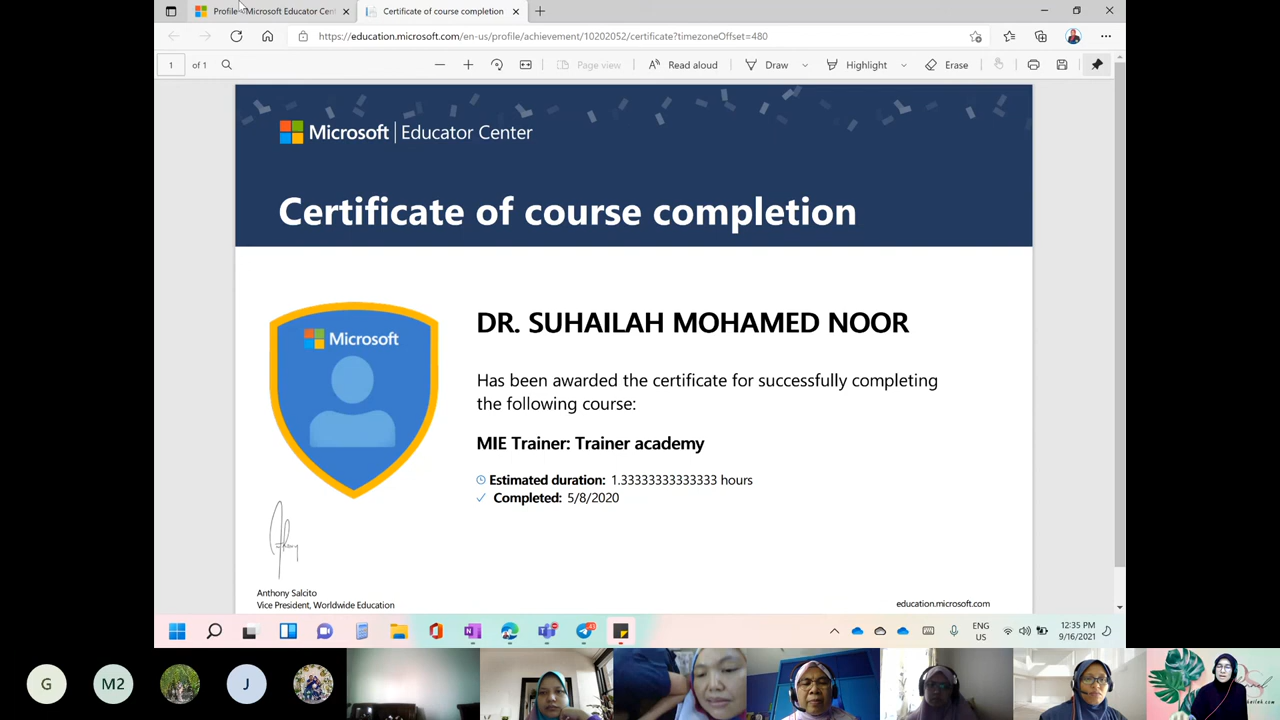 Profile - Microsoft Educator Cent
Certificate of course completion
https://education.microsoft.com/en-us/profile/achievement/10202052/certificate?timezoneOffset=480
1 of 1
Page view
Read aloud
Draw
Highlight
Erase
Microsoft | Educator Center
Certificate of course completion
Microsoft
DR. SUHAILAH MOHAMED NOOR
Has been awarded the certificate for successfully completing
the following course:
MIE Trainer: Trainer academy
Estimated duration: 1.33333333333333 hours
Completed: 5/8/2020
Anthony Salcito
Vice President, Worldwide Education
education.microsoft.com
ENG
US
12:35 PM
9/16/2021
G
M2
J